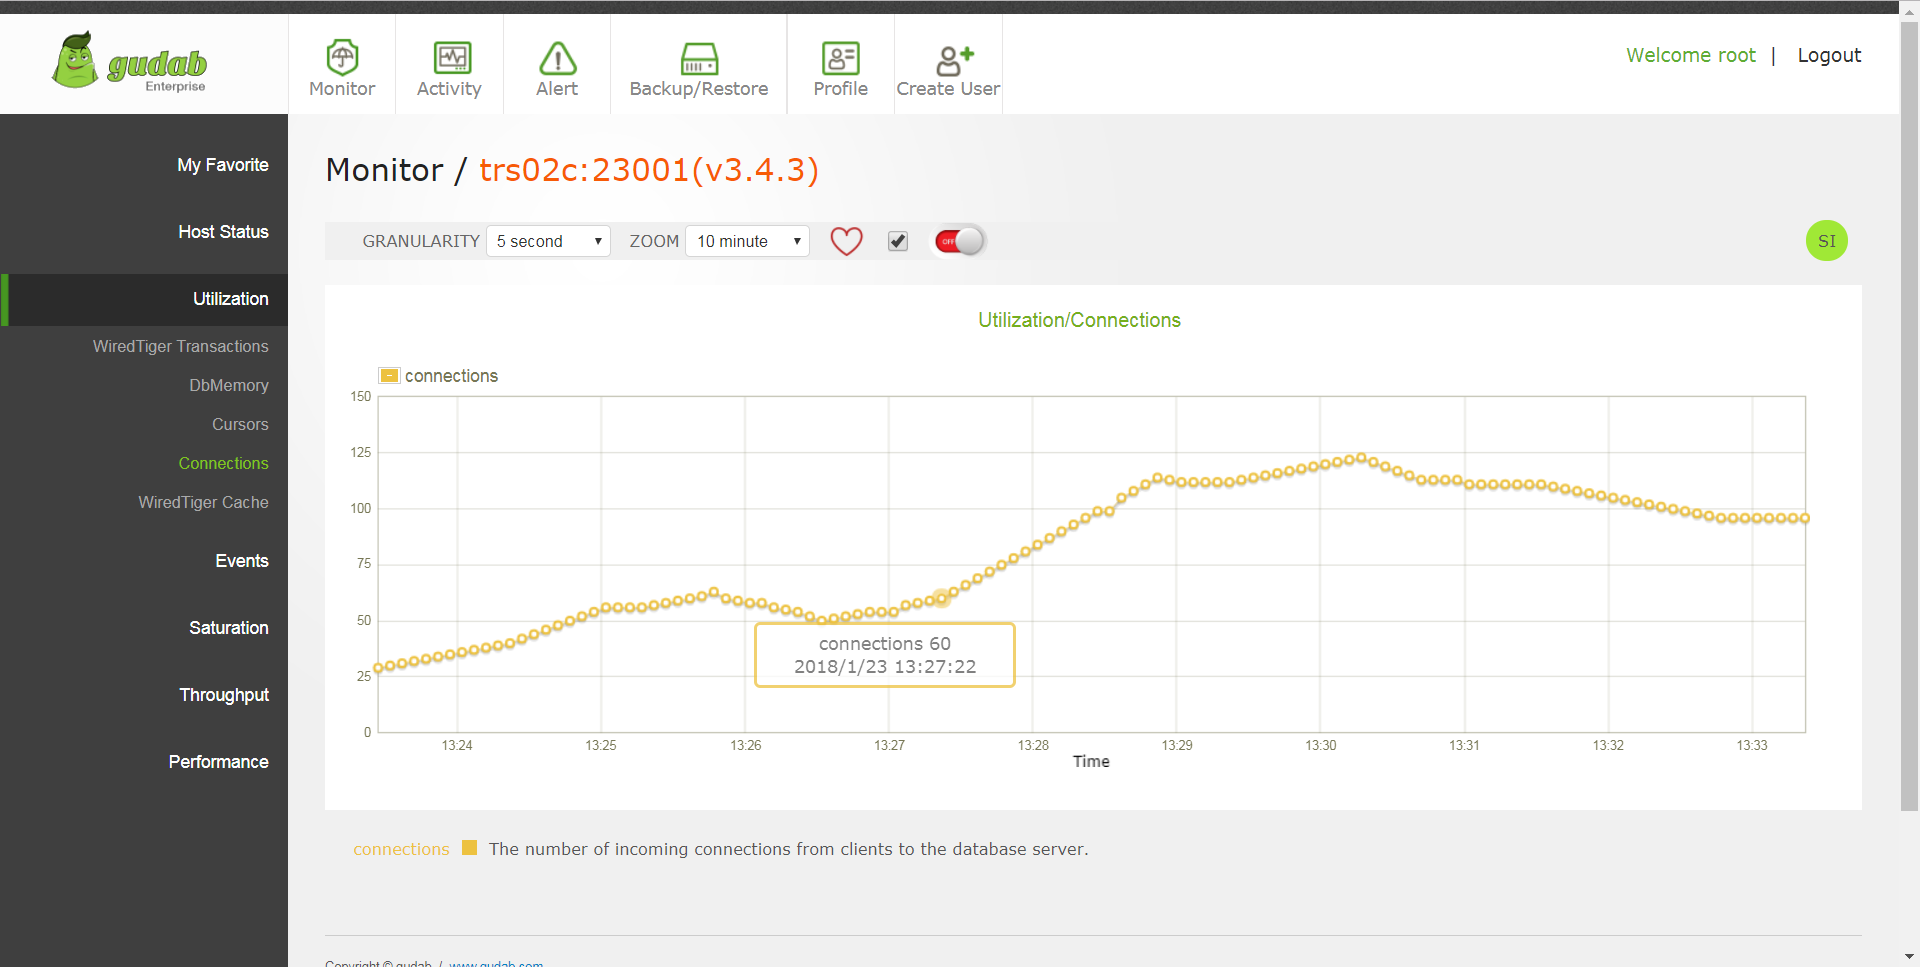 gudab
Enterprise
Monitor
Activity
Alert
Backup/Restore
Profile
Create User
Welcome root | Logout
My Favorite
Host Status
Utilization
WiredTiger Transactions
DbMemory
Cursors
Connections
WiredTiger Cache
Events
Saturation
Throughput
Performance
Monitor / trs02c:23001(v3.4.3)
GRANULARITY 5 second ZOOM 10 minute OFF SI
Utilization/Connections
connections
150
125
100
75
50
25
0
connections 60
2018/1/23 13:27:22
13:24 13:25 13:26 13:27 13:28 13:29 13:30 13:31 13:32 13:33
Time
connections The number of incoming connections from clients to the database server.
Copyright © gudab / www.gudab.com